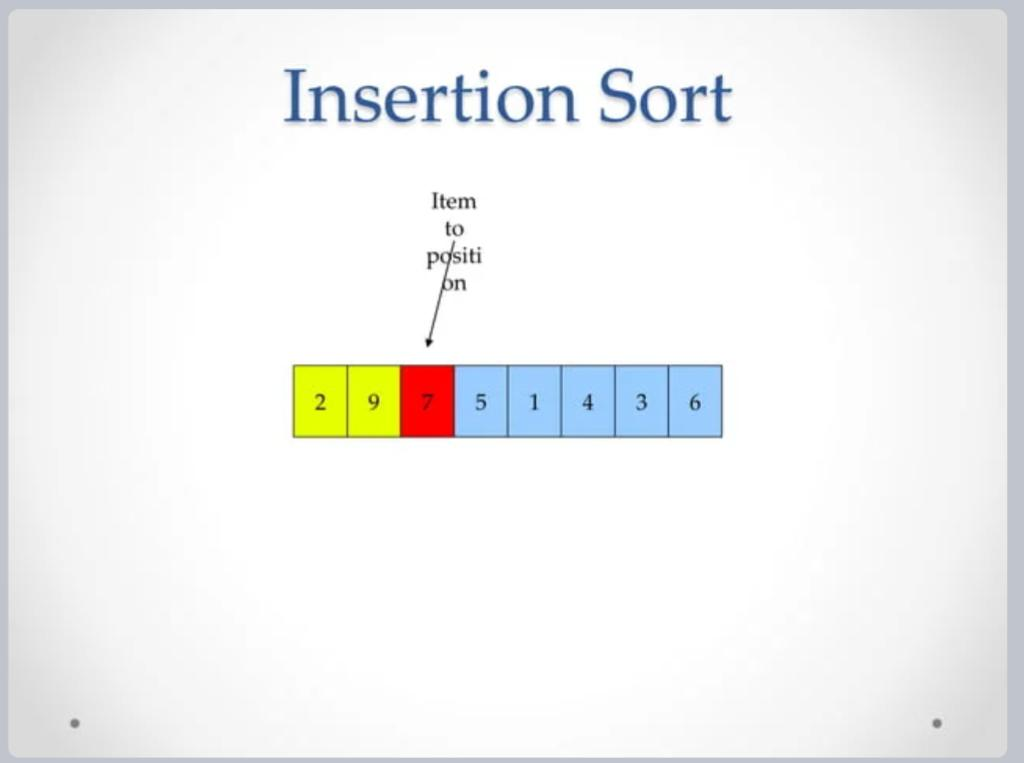 Insertion Sort
Item
to
positi
on
2 9 7 5 1 4 3 6